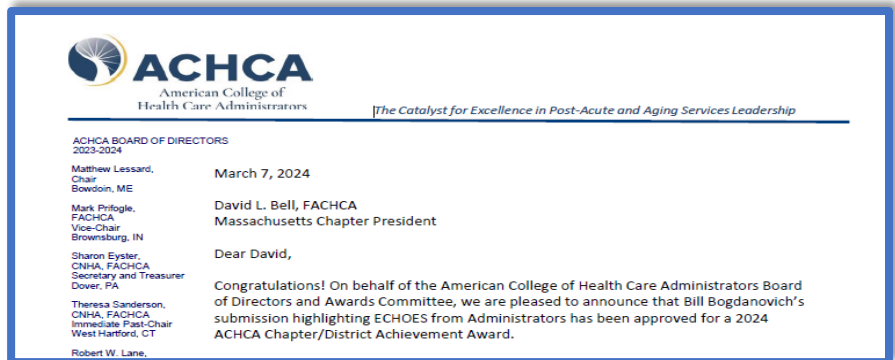 ACHCA
American College of
Health Care Administrators
The Catalyst for Excellence in Post-Acute and Aging Services Leadership
ACHCA BOARD OF DIRECTORS
2023-2024
Matthew Lessard,
Chair
Bowdoin, ME
Mark Prifogle,
FACHCA
Vice-Chair
Brownsburg, IN
Sharon Eyster,
CNHA, FACHCA
Secretary and Treasurer
Dover, PA
Theresa Sanderson,
CNHA, FACHCA
Immediate Past-Chair
West Hartford, CT
Robert W. Lane,
March 7, 2024
David L. Bell, FACHCA
Massachusetts Chapter President
Dear David,
Congratulations! On behalf of the American College of Health Care Administrators Board
of Directors and Awards Committee, we are pleased to announce that Bill Bogdanovich's
submission highlighting ECHOES from Administrators has been approved for a 2024
ACHCA Chapter/District Achievement Award.